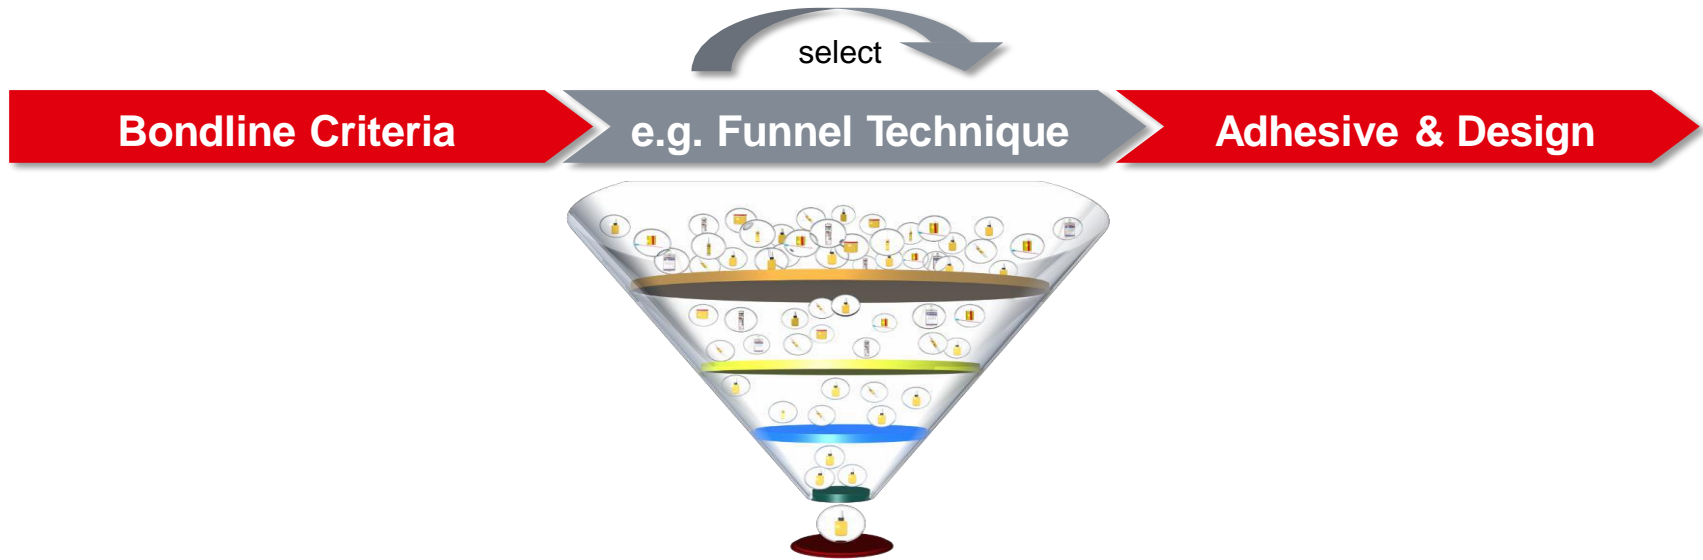 select
Bondline Criteria
e.g. Funnel Technique
Adhesive & Design